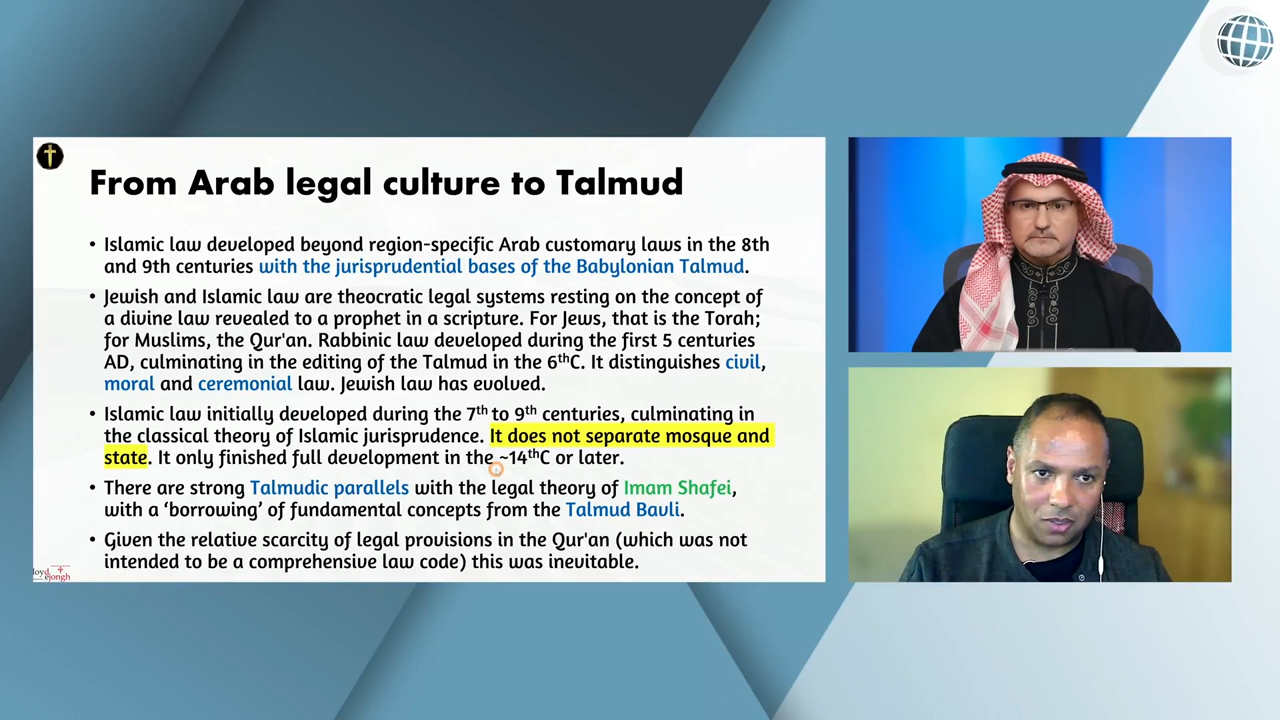 From Arab legal culture to Talmud
• Islamic law developed beyond region-specific Arab customary laws in the 8th
and 9th centuries with the jurisprudential bases of the Babylonian Talmud.
• Jewish and Islamic law are theocratic legal systems resting on the concept of
a divine law revealed to a prophet in a scripture. For Jews, that is the Torah;
for Muslims, the Qur'an. Rabbinic law developed during the first 5 centuries
AD, culminating in the editing of the Talmud in the 6thC. It distinguishes civil,
moral and ceremonial law. Jewish law has evolved.
• Islamic law initially developed during the 7th to 9th centuries, culminating in
the classical theory of Islamic jurisprudence. It does not separate mosque and
state. It only finished full development in the ~14thC or later.
• There are strong Talmudic parallels with the legal theory of Imam Shafei,
with a ‘borrowing’ of fundamental concepts from the Talmud Bavli.
• Given the relative scarcity of legal provisions in the Qur'an (which was not
intended to be a comprehensive law code) this was inevitable.
loyd
ejongh